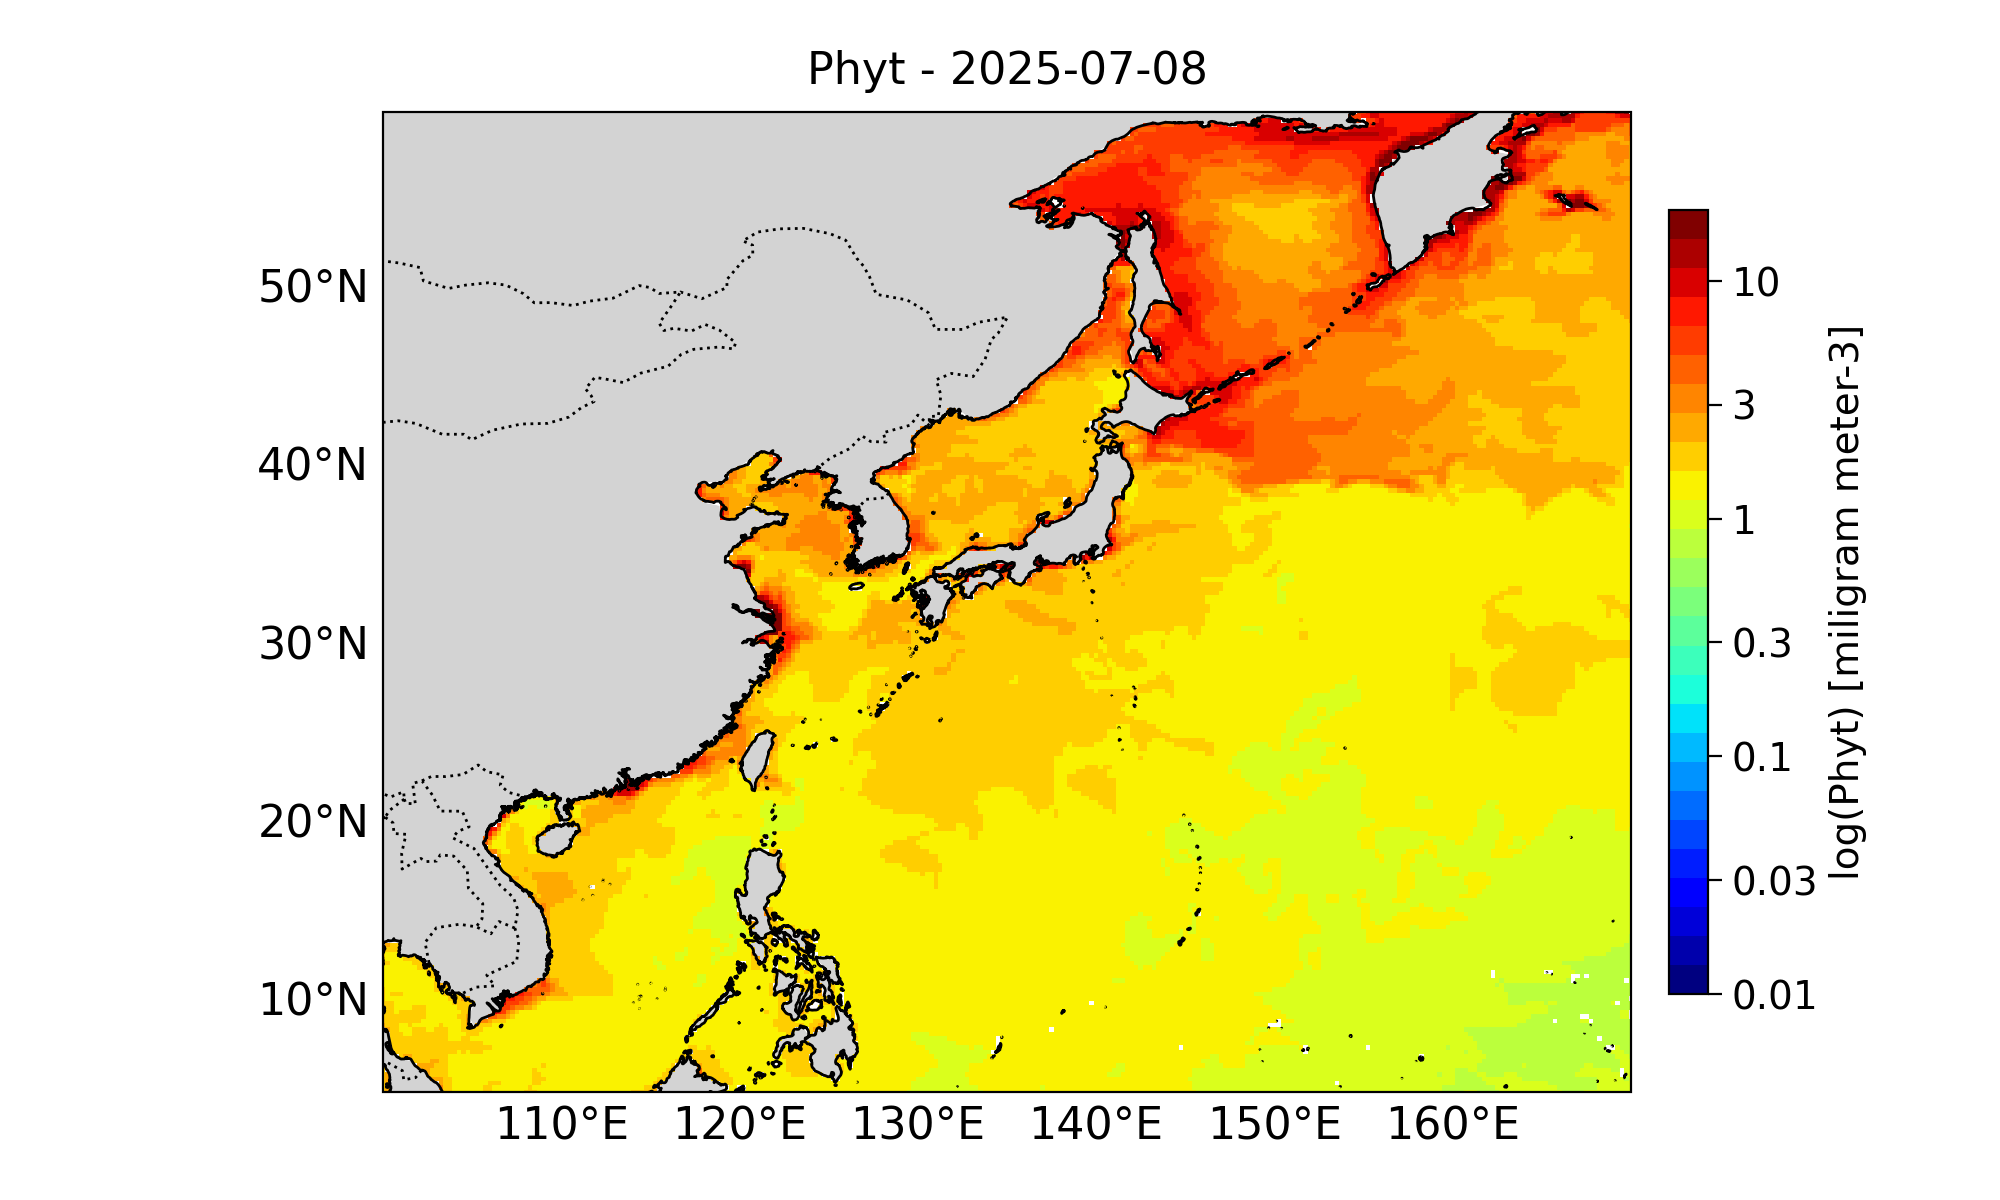 Phyt - 2025-07-08
50°N
40°N
30°N
20°N
10°N
110°E 120°E 130°E 140°E 150°E 160°E
10
3
1
0.3
0.1
0.03
0.01
log(Phyt) [miligram meter-3]